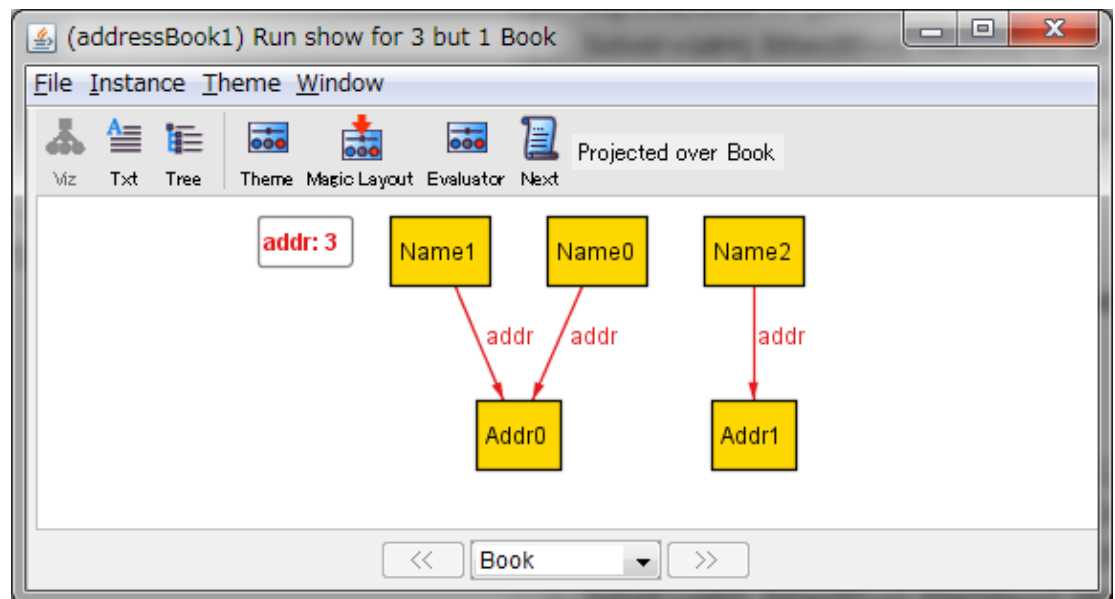 (addressBook1) Run show for 3 but 1 Book
File Instance Theme Window
Viz Txt Tree Theme Magic Layout Evaluator Next Projected over Book
addr: 3 Name1 Name0 Name2
addr addr addr
Addr0 Addr1
<< Book >>